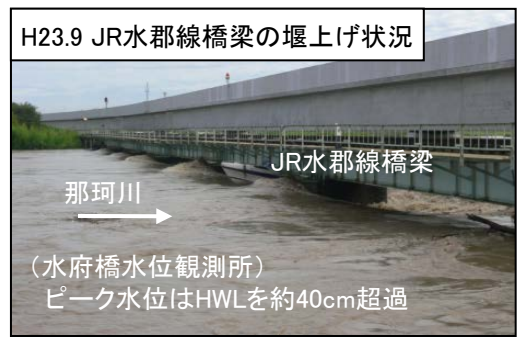 H23.9 JR水郡線橋梁の堰上げ状況
JR水郡線橋梁
那珂川
(水府橋水位観測所)
ピーク水位はHWLを約40cm超過